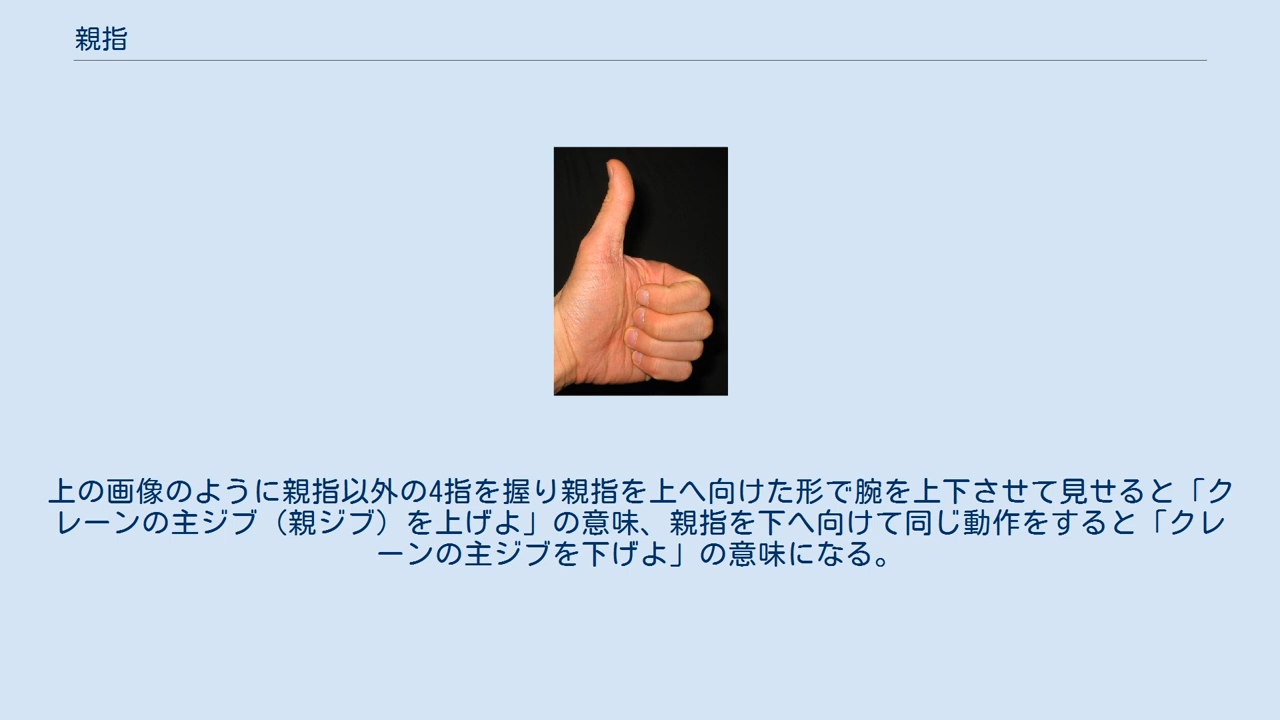 親指
上の画像のように親指以外の4指を握り親指を上へ向けた形で腕を上下させて見せると「ク
レーンの主ジブ（親ジブ）を上げよ」の意味、親指を下へ向けて同じ動作をすると「クレ
ーンの主ジブを下げよ」の意味になる。